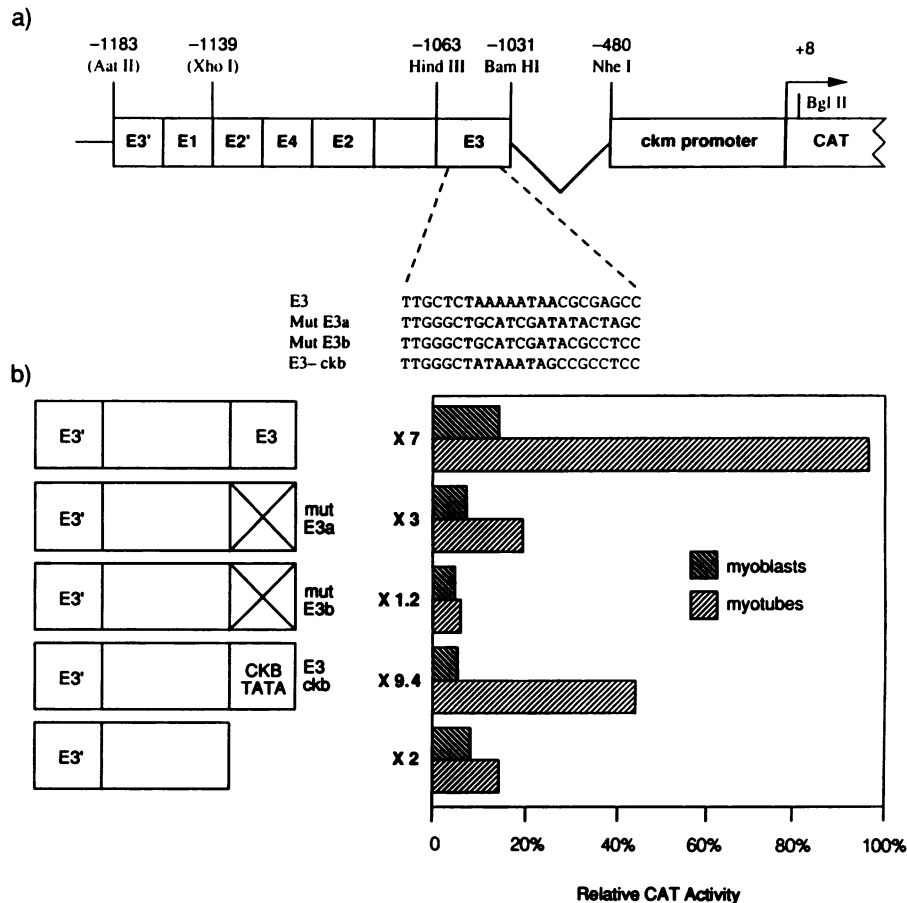 a)
−1183 −1139 −1063 −1031 −480 +8
(Aat II) (Xho I) Hind III Bam HI Nhe I
Bgl II
E3' E1 E2' E4 E2 E3 ckm promoter CAT
E3 TTGCTCTAAAAATAACGCGAGCC
Mut E3a TTGGGCTGCATCGATATACTAGC
Mut E3b TTGGGCTGCATCGATACGCCTCC
E3– ckb TTGGGCTATAAATAGCCGCCTCC
b)
E3' E3 X 7
E3' mut E3a X 3
E3' mut E3b X 1.2
E3' CKB TATA E3 ckb X 9.4
E3' X 2
myoblasts
myotubes
0 20% 40% 60% 80% 100%
Relative CAT Activity